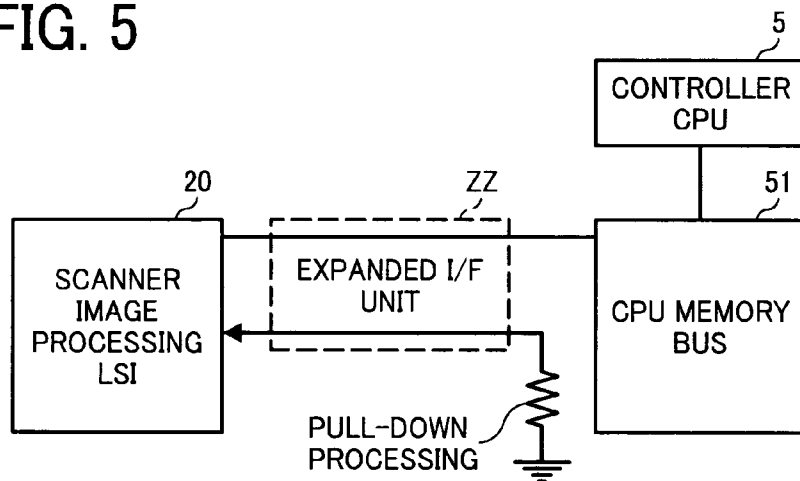 FIG. 5
5
CONTROLLER
CPU
20
ZZ
51
SCANNER
IMAGE
PROCESSING
LSI
EXPANDED I/F
UNIT
CPU MEMORY
BUS
PULL-DOWN
PROCESSING